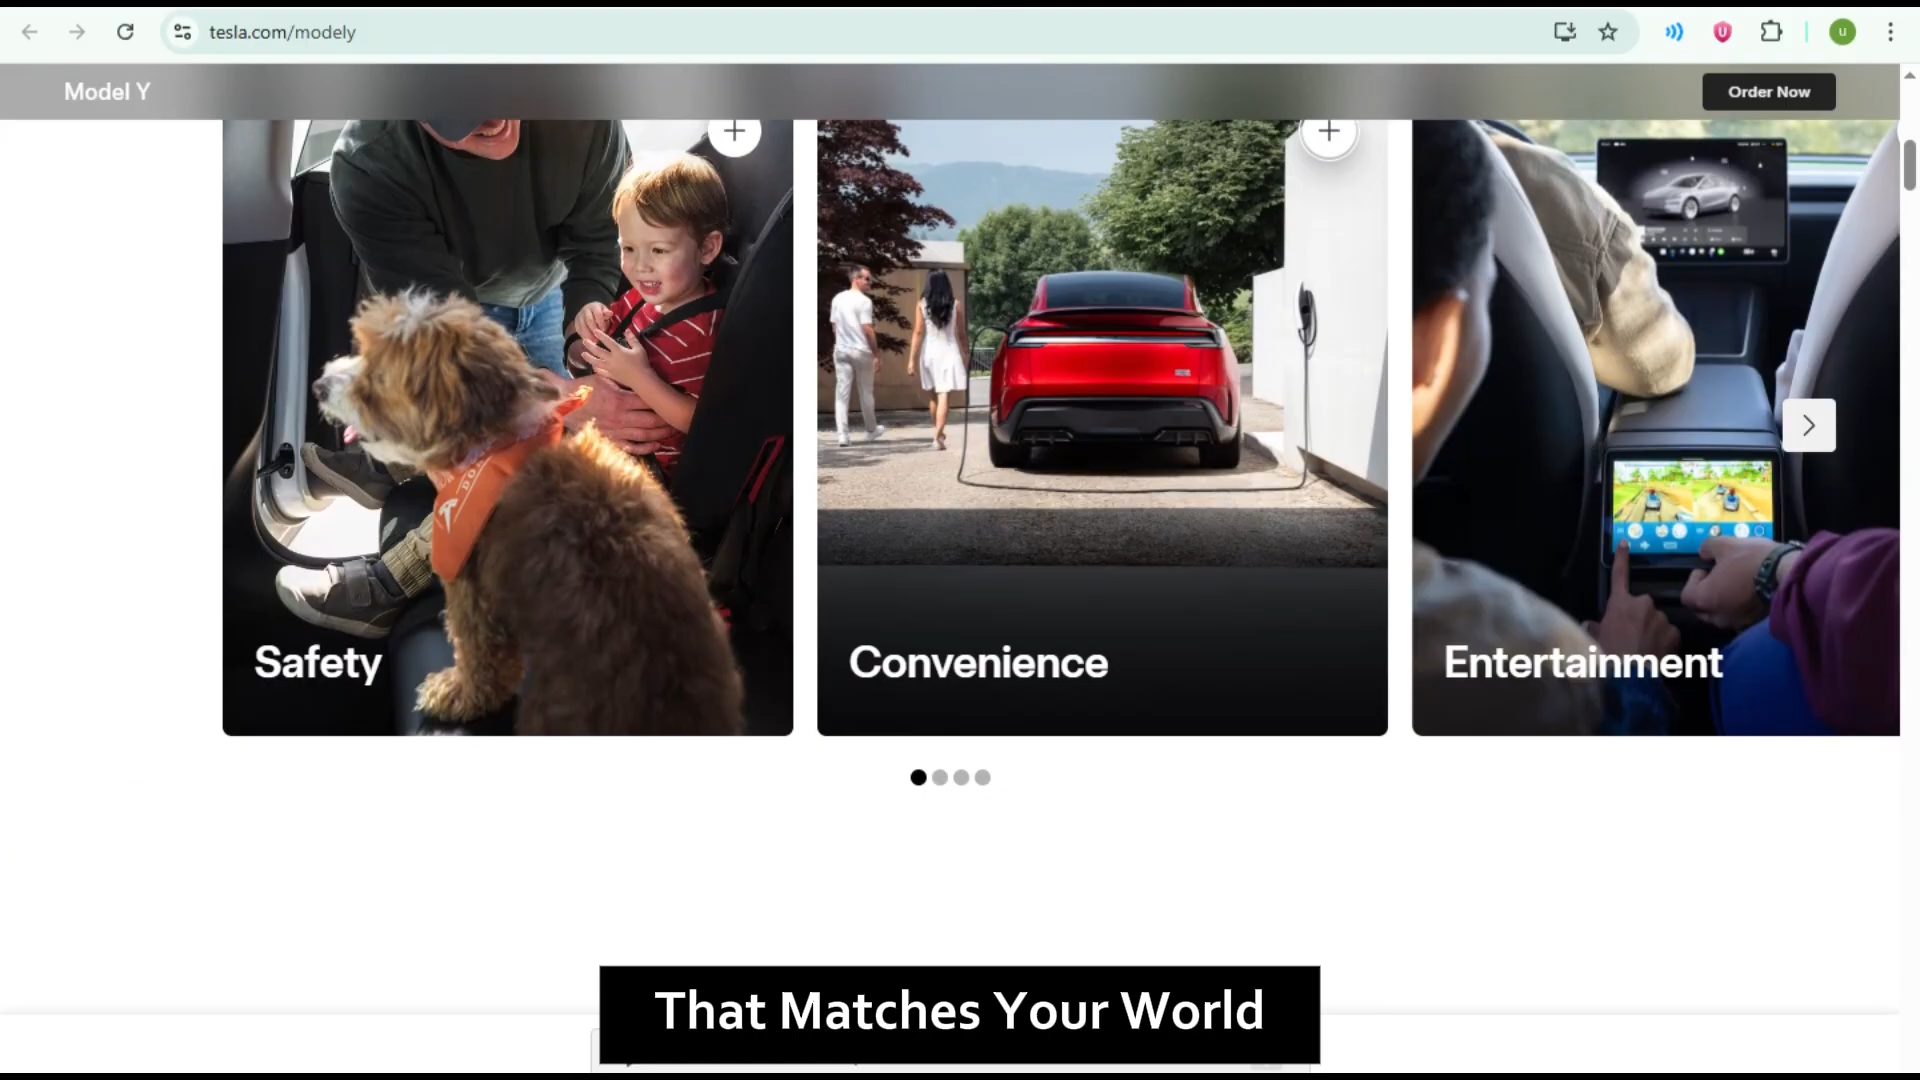 tesla.com/modely
u
Model Y
Order Now
Safety
Convenience
Entertainment
That Matches Your World